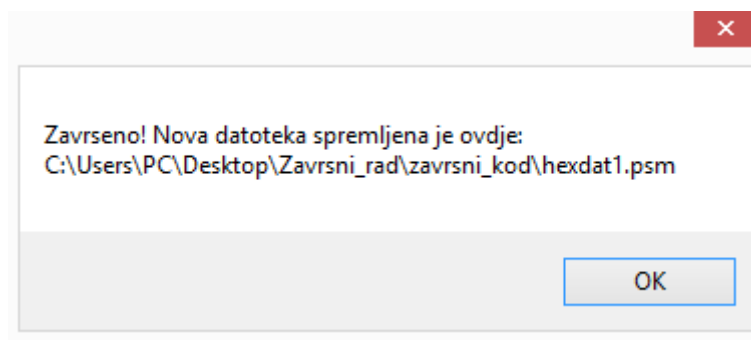 Zavrseno! Nova datoteka spremljena je ovdje:
C:\Users\PC\Desktop\Zavrsni_rad\zavrsni_kod\hexdat1.psm
OK